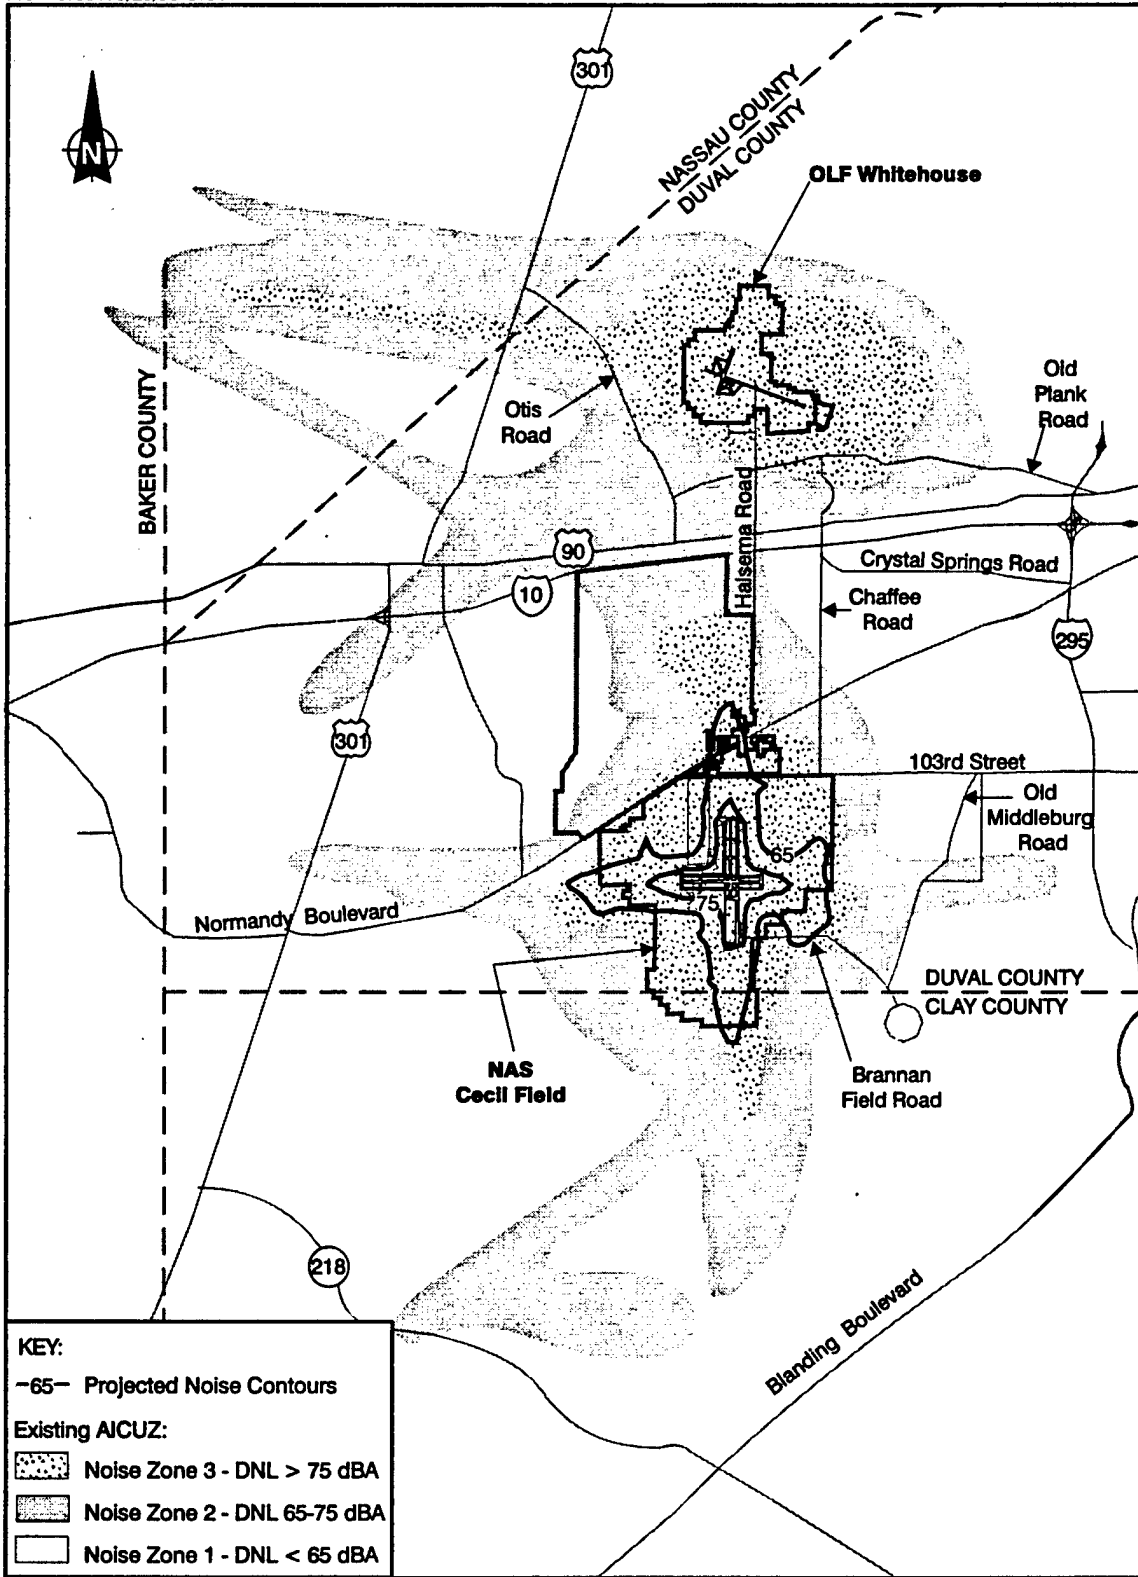 301
N
NASSAU COUNTY
DUVAL COUNTY
OLF Whitehouse
BAKER COUNTY
Otis
Road
Old
Plank
Road
Halsema Road
90
10
Crystal Springs Road
Chaffee
Road
295
301
103rd Street
Old
Middleburg
Road
65
75
Normandy Boulevard
DUVAL COUNTY
CLAY COUNTY
NAS
Cecil Field
Brannan
Field Road
218
Blanding Boulevard
KEY:
-65- Projected Noise Contours
Existing AICUZ:
Noise Zone 3 - DNL > 75 dBA
Noise Zone 2 - DNL 65-75 dBA
Noise Zone 1 - DNL < 65 dBA